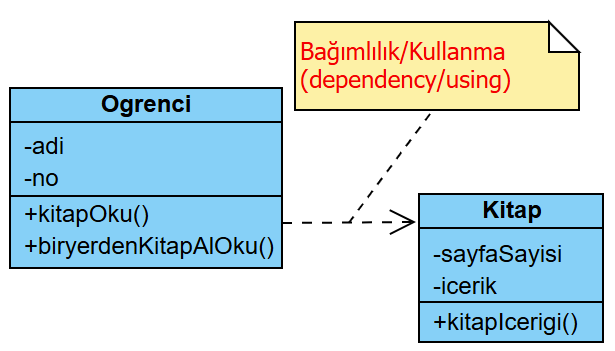 Bağımlılık/Kullanma
(dependency/using)
Ogrenci
-adi
-no
+kitapOku()
+biryerdenKitapAlOku()
Kitap
-sayfaSayisi
-icerik
+kitapIcerigi()